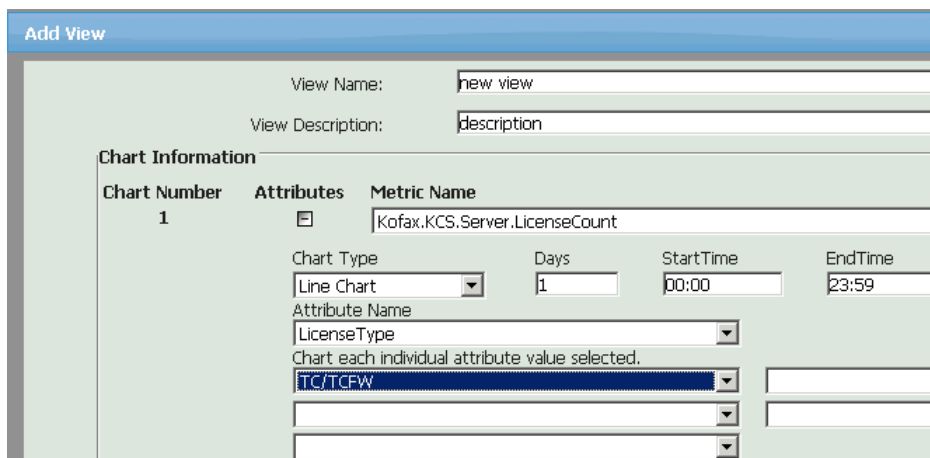 Add View
View Name: new view
View Description: description
Chart Information
Chart Number Attributes Metric Name
1 Kofax.KCS.Server.LicenseCount
Chart Type Days StartTime EndTime
Line Chart 1 00:00 23:59
Attribute Name
LicenseType
Chart each individual attribute value selected.
TC/TCFW